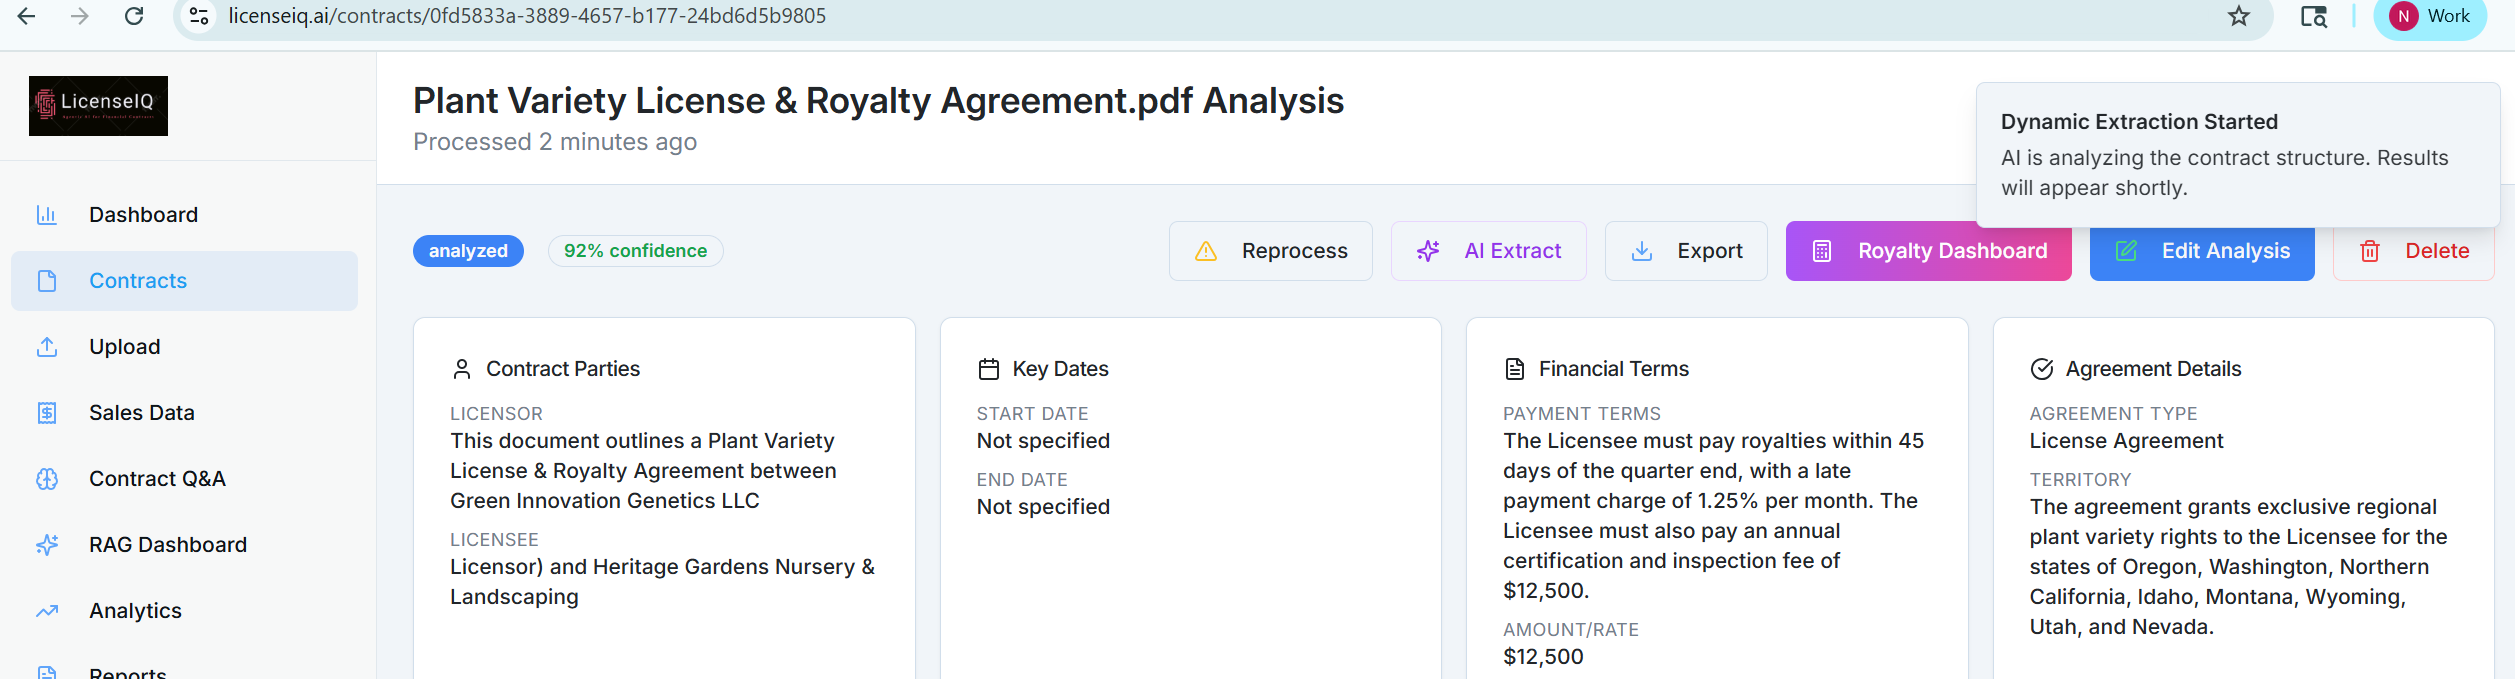 licenseiq.ai/contracts/0fd5833a-3889-4657-b177-24bd6d5b9805
N Work
LicenseIQ
Agentic AI for Financial Contracts
Plant Variety License & Royalty Agreement.pdf Analysis
Processed 2 minutes ago
Dynamic Extraction Started
AI is analyzing the contract structure. Results
will appear shortly.
Dashboard
Contracts
Upload
Sales Data
Contract Q&A
RAG Dashboard
Analytics
Reports
analyzed
92% confidence
Reprocess
AI Extract
Export
Royalty Dashboard
Edit Analysis
Delete
Contract Parties
LICENSOR
This document outlines a Plant Variety
License & Royalty Agreement between
Green Innovation Genetics LLC
LICENSEE
Licensor) and Heritage Gardens Nursery &
Landscaping
Key Dates
START DATE
Not specified
END DATE
Not specified
Financial Terms
PAYMENT TERMS
The Licensee must pay royalties within 45
days of the quarter end, with a late
payment charge of 1.25% per month. The
Licensee must also pay an annual
certification and inspection fee of
$12,500.
AMOUNT/RATE
$12,500
Agreement Details
AGREEMENT TYPE
License Agreement
TERRITORY
The agreement grants exclusive regional
plant variety rights to the Licensee for the
states of Oregon, Washington, Northern
California, Idaho, Montana, Wyoming,
Utah, and Nevada.